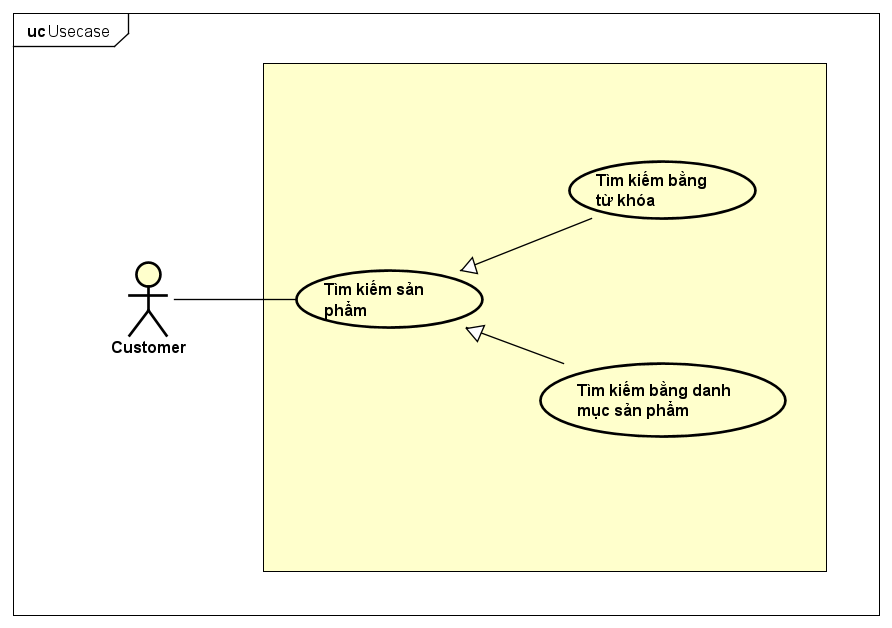 uc Usecase
Tìm kiếm bằng
từ khóa
Tìm kiếm sản
phẩm
Customer
Tìm kiếm bằng danh
mục sản phẩm